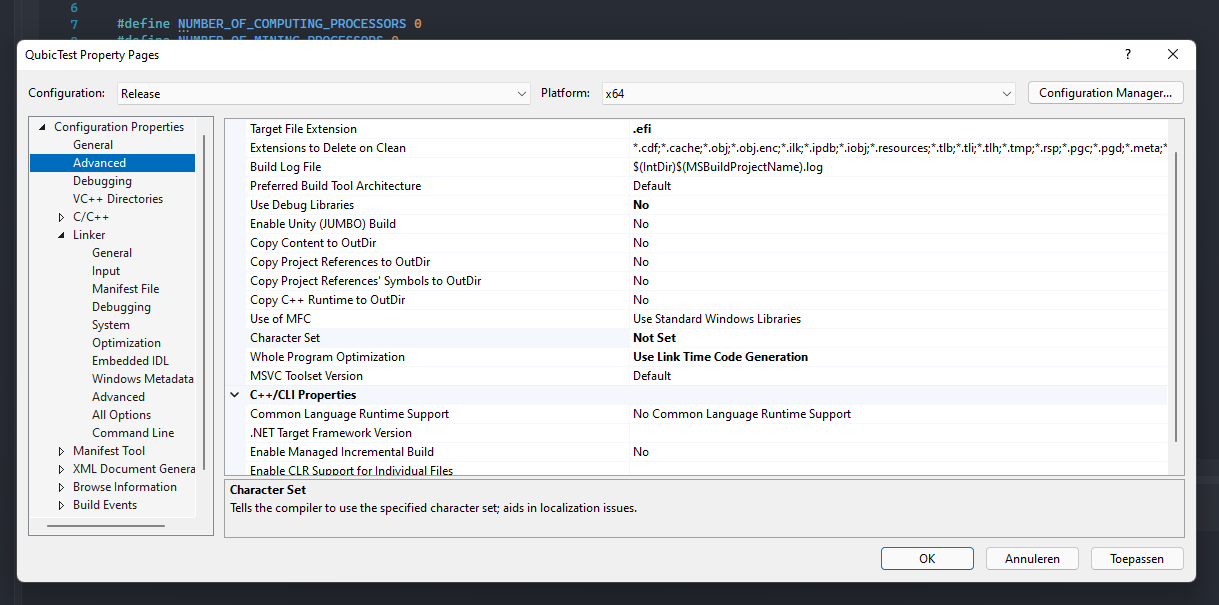 6
7 #define NUMBER_OF_COMPUTING_PROCESSORS 0
#define NUMBER_OF_MINING_PROCESSORS 0
QubicTest Property Pages
?
Configuration: Release Platform: x64 Configuration Manager...
Configuration Properties
General
Advanced
Debugging
VC++ Directories
C/C++
Linker
General
Input
Manifest File
Debugging
System
Optimization
Embedded IDL
Windows Metadata
Advanced
All Options
Command Line
Manifest Tool
XML Document Genera
Browse Information
Build Events
Target File Extension .efi
Extensions to Delete on Clean *.cdf;*.cache;*.obj;*.obj.enc;*.ilk;*.ipdb;*.iobj;*.resources;*.tlb;*.tli;*.tlh;*.tmp;*.rsp;*.pgc;*.pgd;*.meta;*
Build Log File $(IntDir)$(MSBuildProjectName).log
Preferred Build Tool Architecture Default
Use Debug Libraries No
Enable Unity (JUMBO) Build No
Copy Content to OutDir No
Copy Project References to OutDir No
Copy Project References' Symbols to OutDir No
Copy C++ Runtime to OutDir No
Use of MFC Use Standard Windows Libraries
Character Set Not Set
Whole Program Optimization Use Link Time Code Generation
MSVC Toolset Version Default
C++/CLI Properties
Common Language Runtime Support No Common Language Runtime Support
.NET Target Framework Version
Enable Managed Incremental Build No
Enable CLR Support for Individual Files
Character Set
Tells the compiler to use the specified character set; aids in localization issues.
OK Annuleren Toepassen